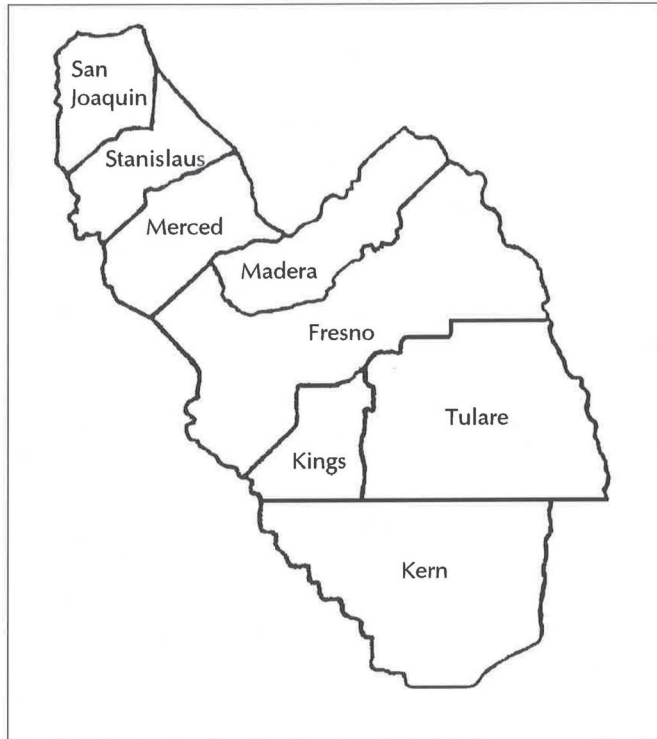 San
Joaquin
Stanislaus
Merced
Madera
Fresno
Tulare
Kings
Kern